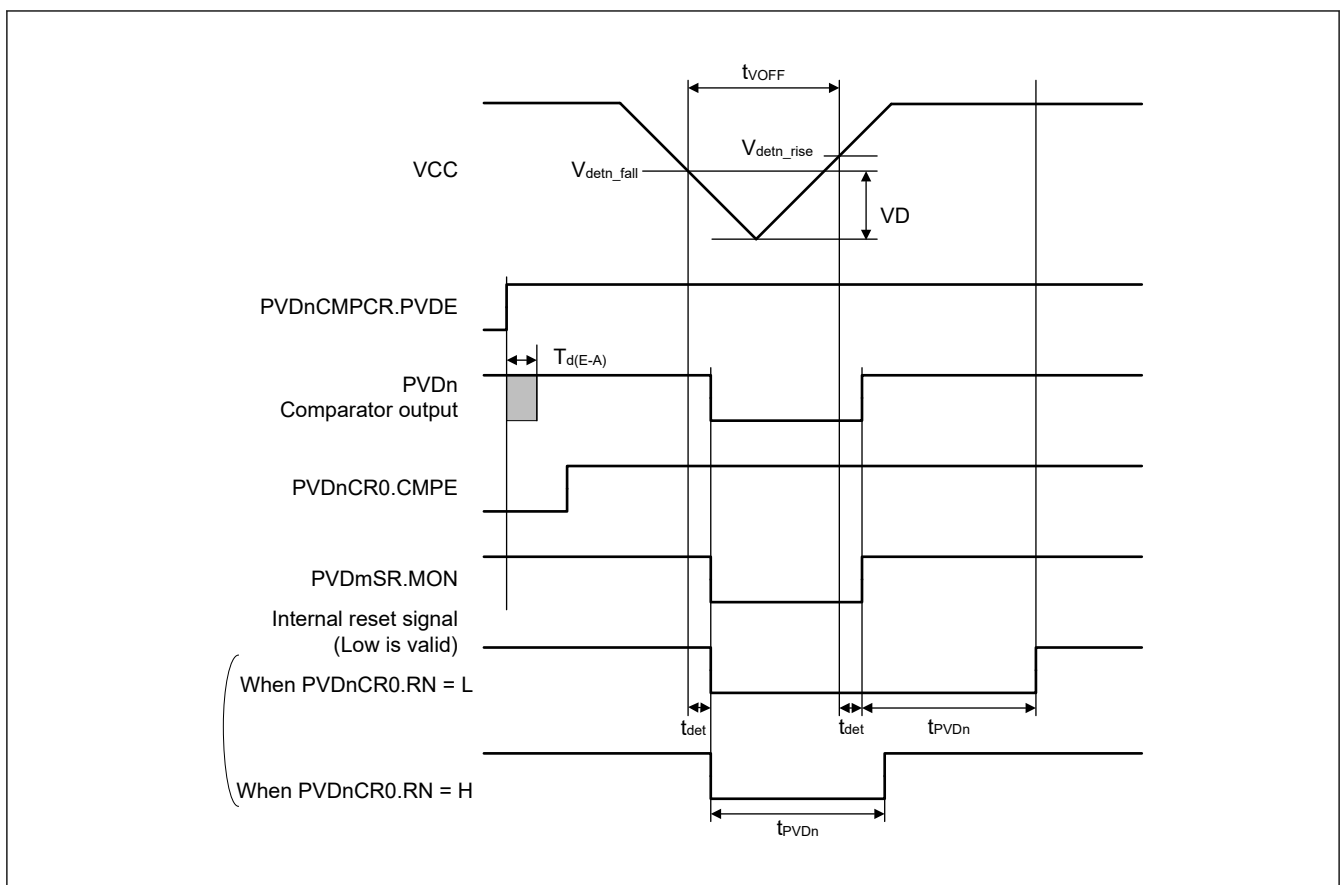 tVOFF
Vdetn_rise
VCC
Vdetn_fall
VD
PVDnCMPCR.PVDE
Td(E-A)
PVDn
Comparator output
PVDnCR0.CMPE
PVDmSR.MON
Internal reset signal
(Low is valid)
When PVDnCR0.RN = L
tdet
tdet
tPVDn
When PVDnCR0.RN = H
tPVDn